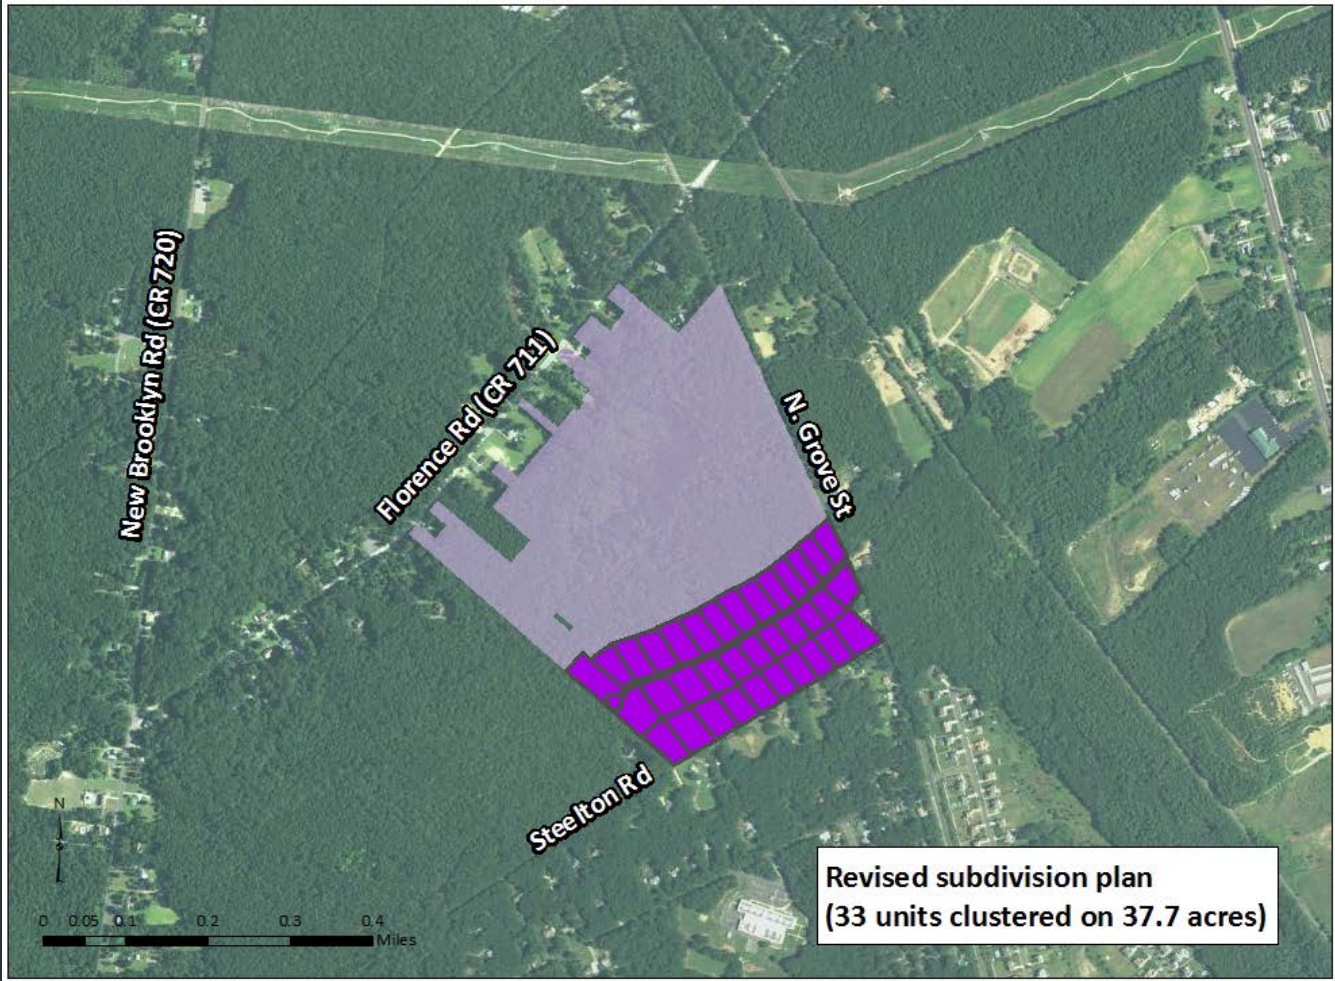 New Brooklyn Rd (CR 720)
Florence Rd (CR 711)
N. Grove St
Steelton Rd
N
0 0.05 0.1 0.2 0.3 0.4
Miles
Revised subdivision plan
(33 units clustered on 37.7 acres)